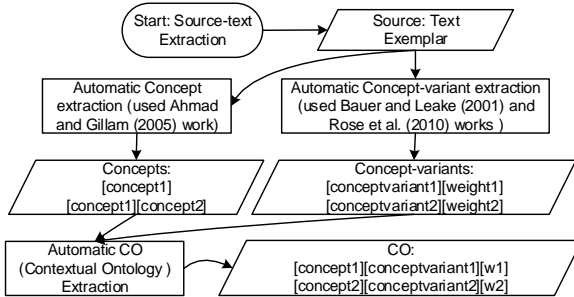 Start: Source-text
Extraction
Source: Text
Exemplar
Automatic Concept
extraction (used Ahmad
and Gillam (2005) work)
Automatic Concept-variant extraction
(used Bauer and Leake (2001) and
Rose et al. (2010) works )
Concepts:
[concept1]
[concept1][concept2]
Concept-variants:
[conceptvariant1][weight1]
[conceptvariant2][weight2]
Automatic CO
(Contextual Ontology )
Extraction
CO:
[concept1][conceptvariant1][w1]
[concept2][conceptvariant2][w2]